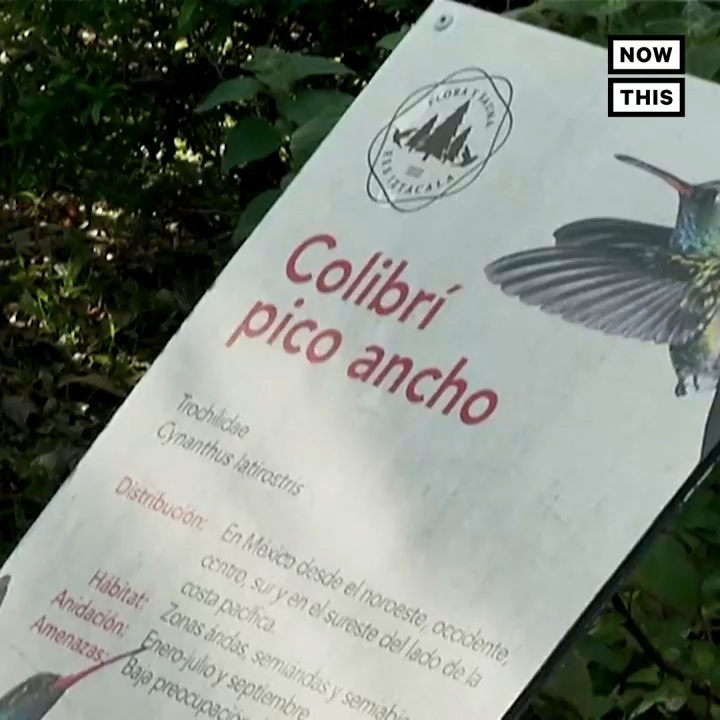 NOW
THIS
FLORA Y FAUNA
FES IZTACALA
Colibrí
pico ancho
Trochilidae
Cynanthus latirostris
Distribución: En México desde el noroeste, occidente,
centro, sur y en el sureste del lado de la
costa pacífica.
Hábitat: Zonas áridas, semiáridas y
Anidación: Enero-julio y septiembre
Amenazas: Baja preocupación